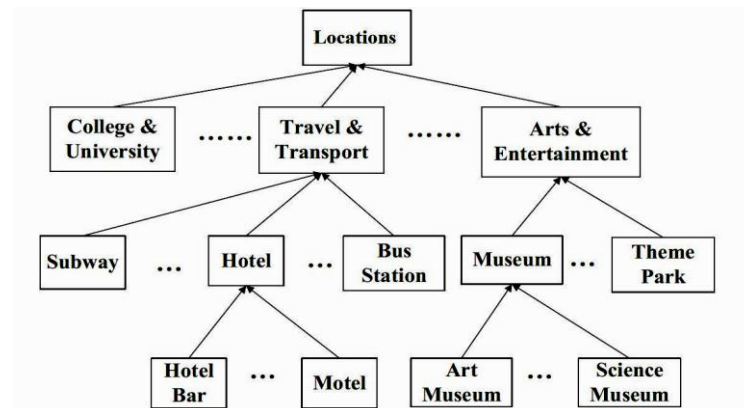 Locations
College &
University
......
Travel &
Transport
......
Arts &
Entertainment
Subway
...
Hotel
...
Bus
Station
Museum
...
Theme
Park
Hotel
Bar
...
Motel
Art
Museum
...
Science
Museum